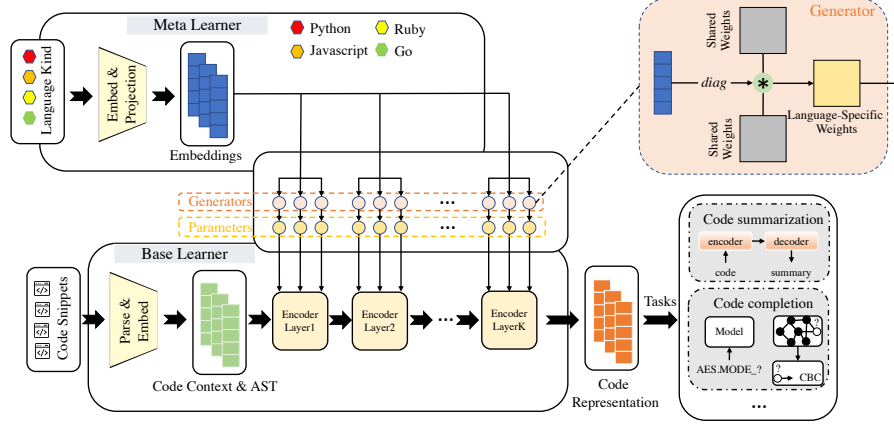 Meta Learner
Python
Ruby
Javascript
Go
Language Kind
Embed &
Projection
Embeddings
Generator
Shared
Weights
diag
*
Shared
Weights
Language-Specific
Weights
Generators
...
Parameters
...
Base Learner
Code Snippets
Parse &
Embed
Code Context & AST
Encoder
Layer1
Encoder
Layer2
...
Encoder
LayerK
Code
Representation
Tasks
Code summarization
encoder
decoder
code
summary
Code completion
Model
?
AES.MODE_?
?
CBC
...